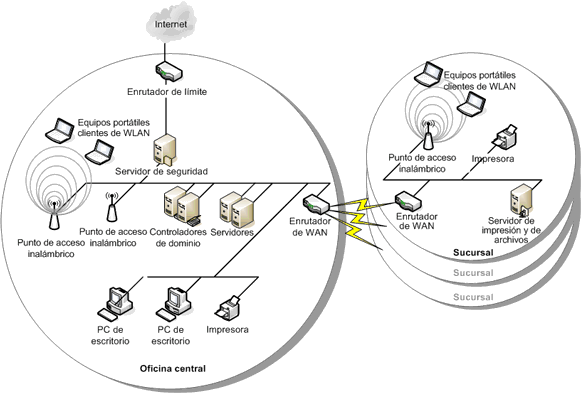 Internet
Enrutador de límite
Equipos portátiles
clientes de WLAN
Servidor de seguridad
Punto de acceso
inalámbrico
Punto de acceso
inalámbrico
Controladores
de dominio
Servidores
Enrutador
de WAN
PC de
escritorio
PC de
escritorio
Impresora
Oficina central
Equipos portátiles
clientes de WLAN
Punto de acceso
inalámbrico
Impresora
Enrutador
de WAN
Servidor de
impresión y de
archivos
Sucursal
Sucursal
Sucursal